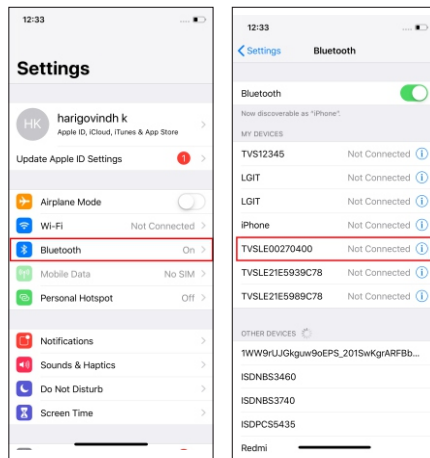 12:33
Settings
HK
harigovindh k
Apple ID, iCloud, iTunes & App Store
Update Apple ID Settings 1
Airplane Mode
Wi-Fi Not Connected
Bluetooth On
Mobile Data No SIM
Personal Hotspot Off
Notifications
Sounds & Haptics
Do Not Disturb
Screen Time
12:33
Settings Bluetooth
Bluetooth
Now discoverable as "iPhone".
MY DEVICES
TVS12345 Not Connected
LGIT Not Connected
LGIT Not Connected
iPhone Not Connected
TVSLE00270400 Not Connected
TVSLE21E5939C78 Not Connected
TVSLE21E5989C78 Not Connected
OTHER DEVICES
1WW9rUJGkguw9oEPS_201SwKgrARFBb...
ISDNBS3460
ISDNBS3740
ISDPCS5435
Redmi